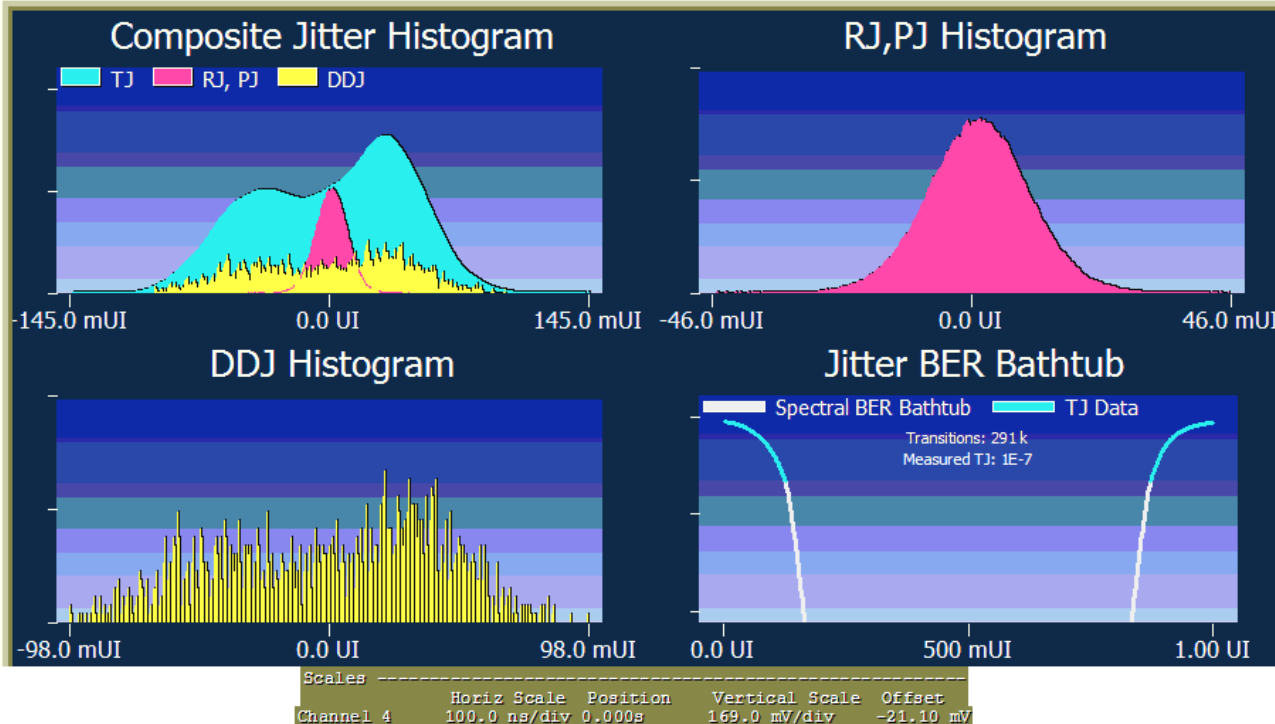 Composite Jitter Histogram
TJ RJ, PJ DDJ
-145.0 mUI 0.0 UI 145.0 mUI
RJ,PJ Histogram
-46.0 mUI 0.0 UI 46.0 mUI
DDJ Histogram
-98.0 mUI 0.0 UI 98.0 mUI
Jitter BER Bathtub
Spectral BER Bathtub TJ Data
Transitions: 291 k
Measured TJ: 1E-7
0.0 UI 500 mUI 1.00 UI
Scales --------------------------------------------------------
Horiz Scale Position Vertical Scale Offset
Channel 4 100.0 ns/div 0.000s 169.0 mV/div -21.10 mV